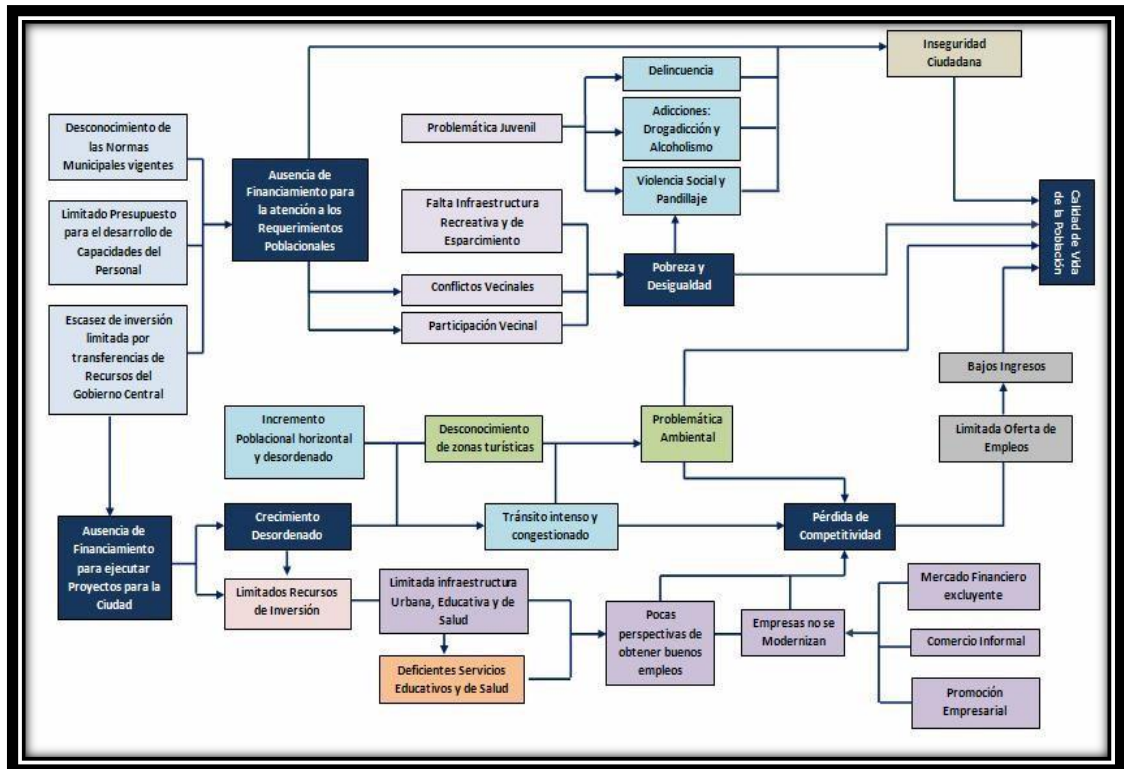 Inseguridad
Ciudadana
Delincuencia
Desconocimiento de
las Normas
Municipales vigentes
Problemática Juvenil
Adicciones:
Drogadicción y
Alcoholismo
Ausencia de
Financiamiento para
la atención a los
Requerimientos
Poblacionales
Violencia Social y
Pandillaje
Calidad de Vida
de la Población
Limitado Presupuesto
para el desarrollo de
Capacidades del
Personal
Falta Infraestructura
Recreativa y de
Esparcimiento
Pobreza y
Desigualdad
Conflictos Vecinales
Participación Vecinal
Escasez de inversión
limitada por
transferencias de
Recursos del
Gobierno Central
Bajos Ingresos
Incremento
Poblacional horizontal
y desordenado
Desconocimiento
de zonas turísticas
Problemática
Ambiental
Limitada Oferta de
Empleos
Ausencia de
Financiamiento
para ejecutar
Proyectos para la
Ciudad
Crecimiento
Desordenado
Tránsito intenso y
congestionado
Pérdida de
Competitividad
Limitados Recursos
de Inversión
Limitada infraestructura
Urbana, Educativa y de
Salud
Mercado Financiero
excluyente
Pocas
perspectivas de
obtener buenos
empleos
Empresas no se
Modernizan
Comercio Informal
Deficientes Servicios
Educativos y de Salud
Promoción
Empresarial